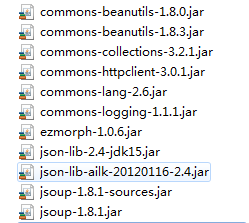 commons-beanutils-1.8.0.jar
commons-beanutils-1.8.3.jar
commons-collections-3.2.1.jar
commons-httpclient-3.0.1.jar
commons-lang-2.6.jar
commons-logging-1.1.1.jar
ezmorph-1.0.6.jar
json-lib-2.4-jdk15.jar
json-lib-ailk-20120116-2.4.jar
jsoup-1.8.1-sources.jar
jsoup-1.8.1.jar